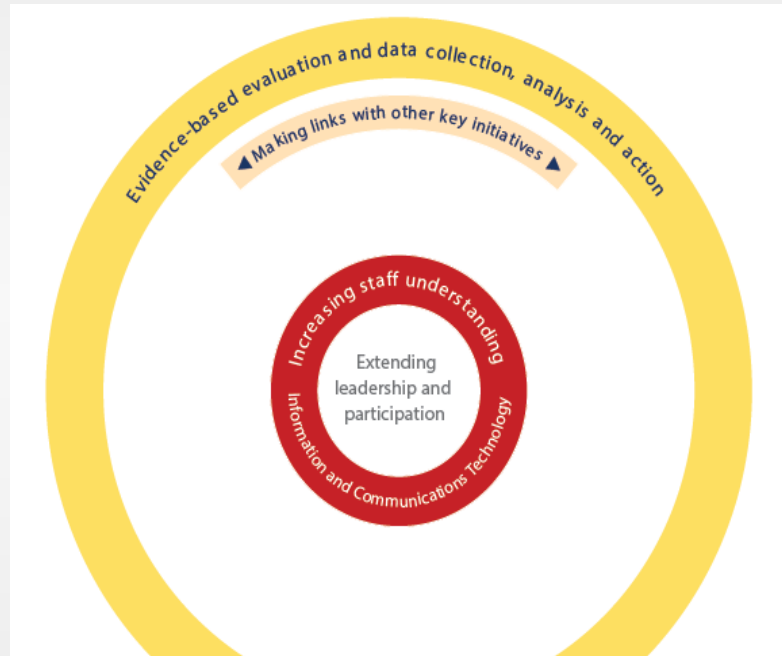 Evidence-based evaluation and data collection, analysis and action
Making links with other key initiatives
Increasing staff understanding
Extending
leadership and
participation
Information and Communications Technology